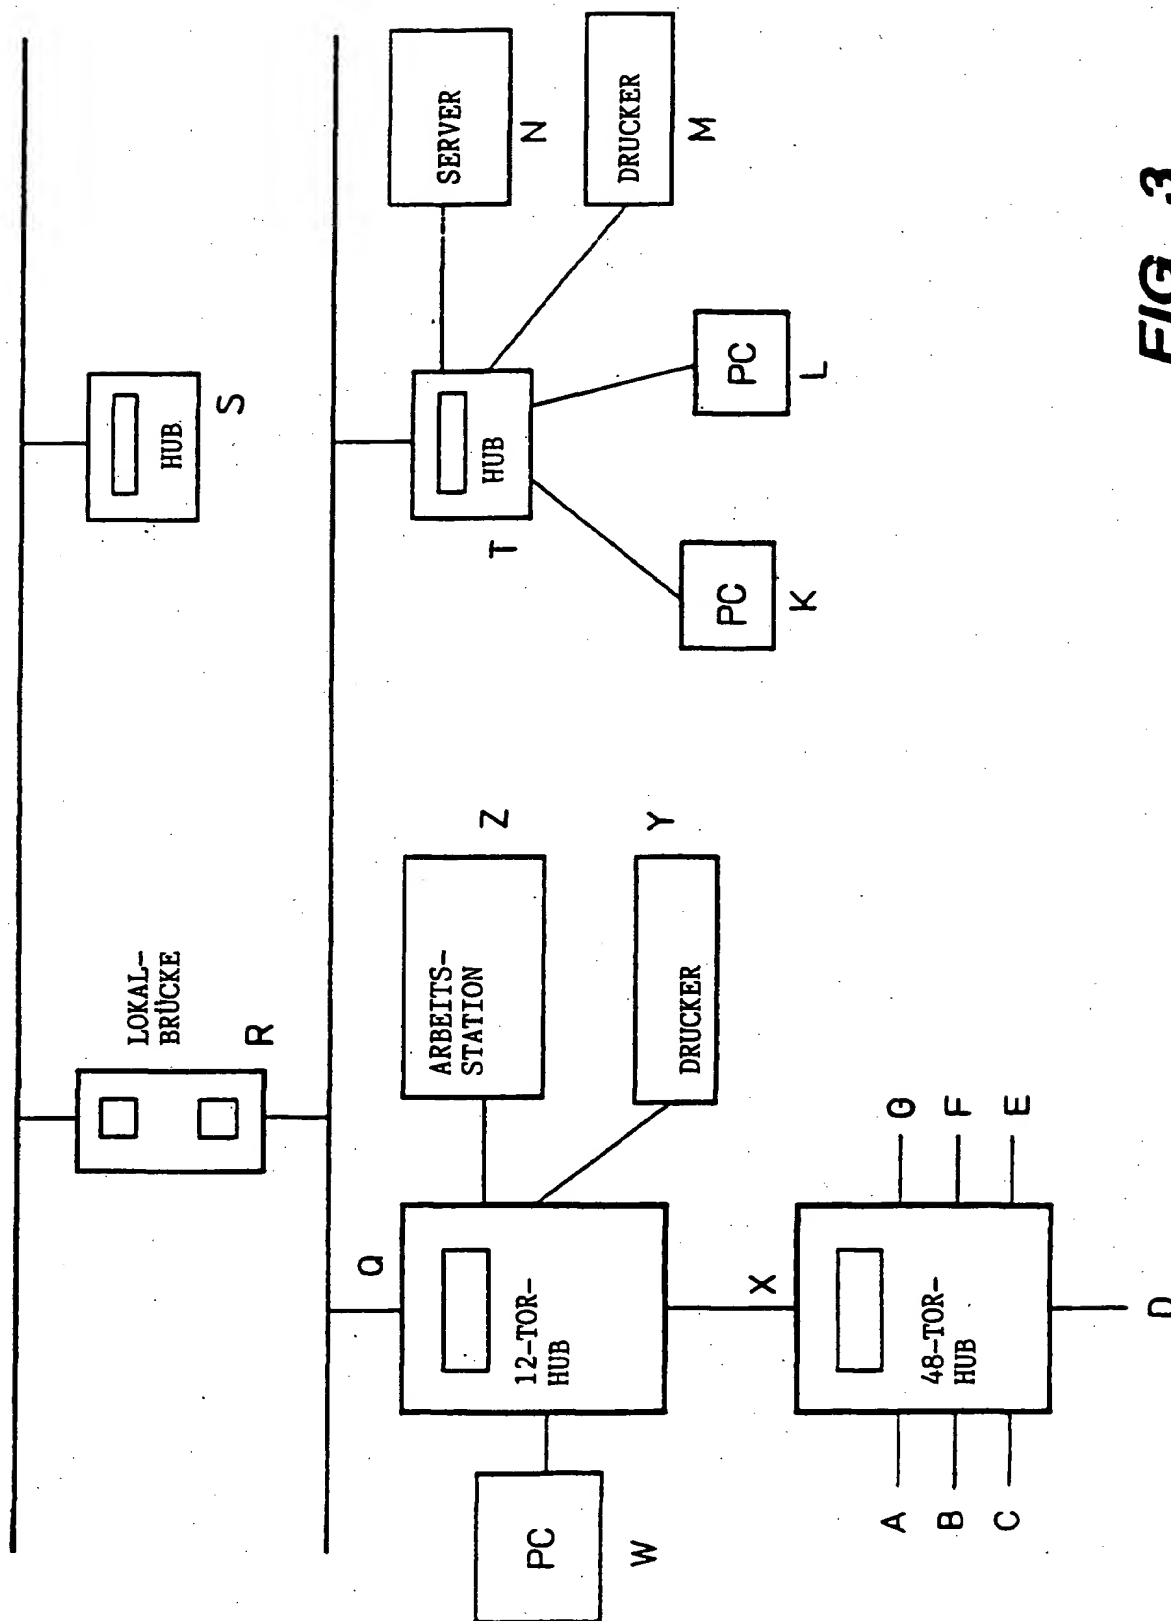 LOKAL-
BRÜCKE
R
HUB
S
Q
12-TOR-
HUB
PC
W
ARBEITS-
STATION
Z
DRUCKER
Y
X
48-TOR-
HUB
A
B
C
D
E
F
G
HUB
T
SERVER
N
DRUCKER
M
PC
L
PC
K
FIG 3